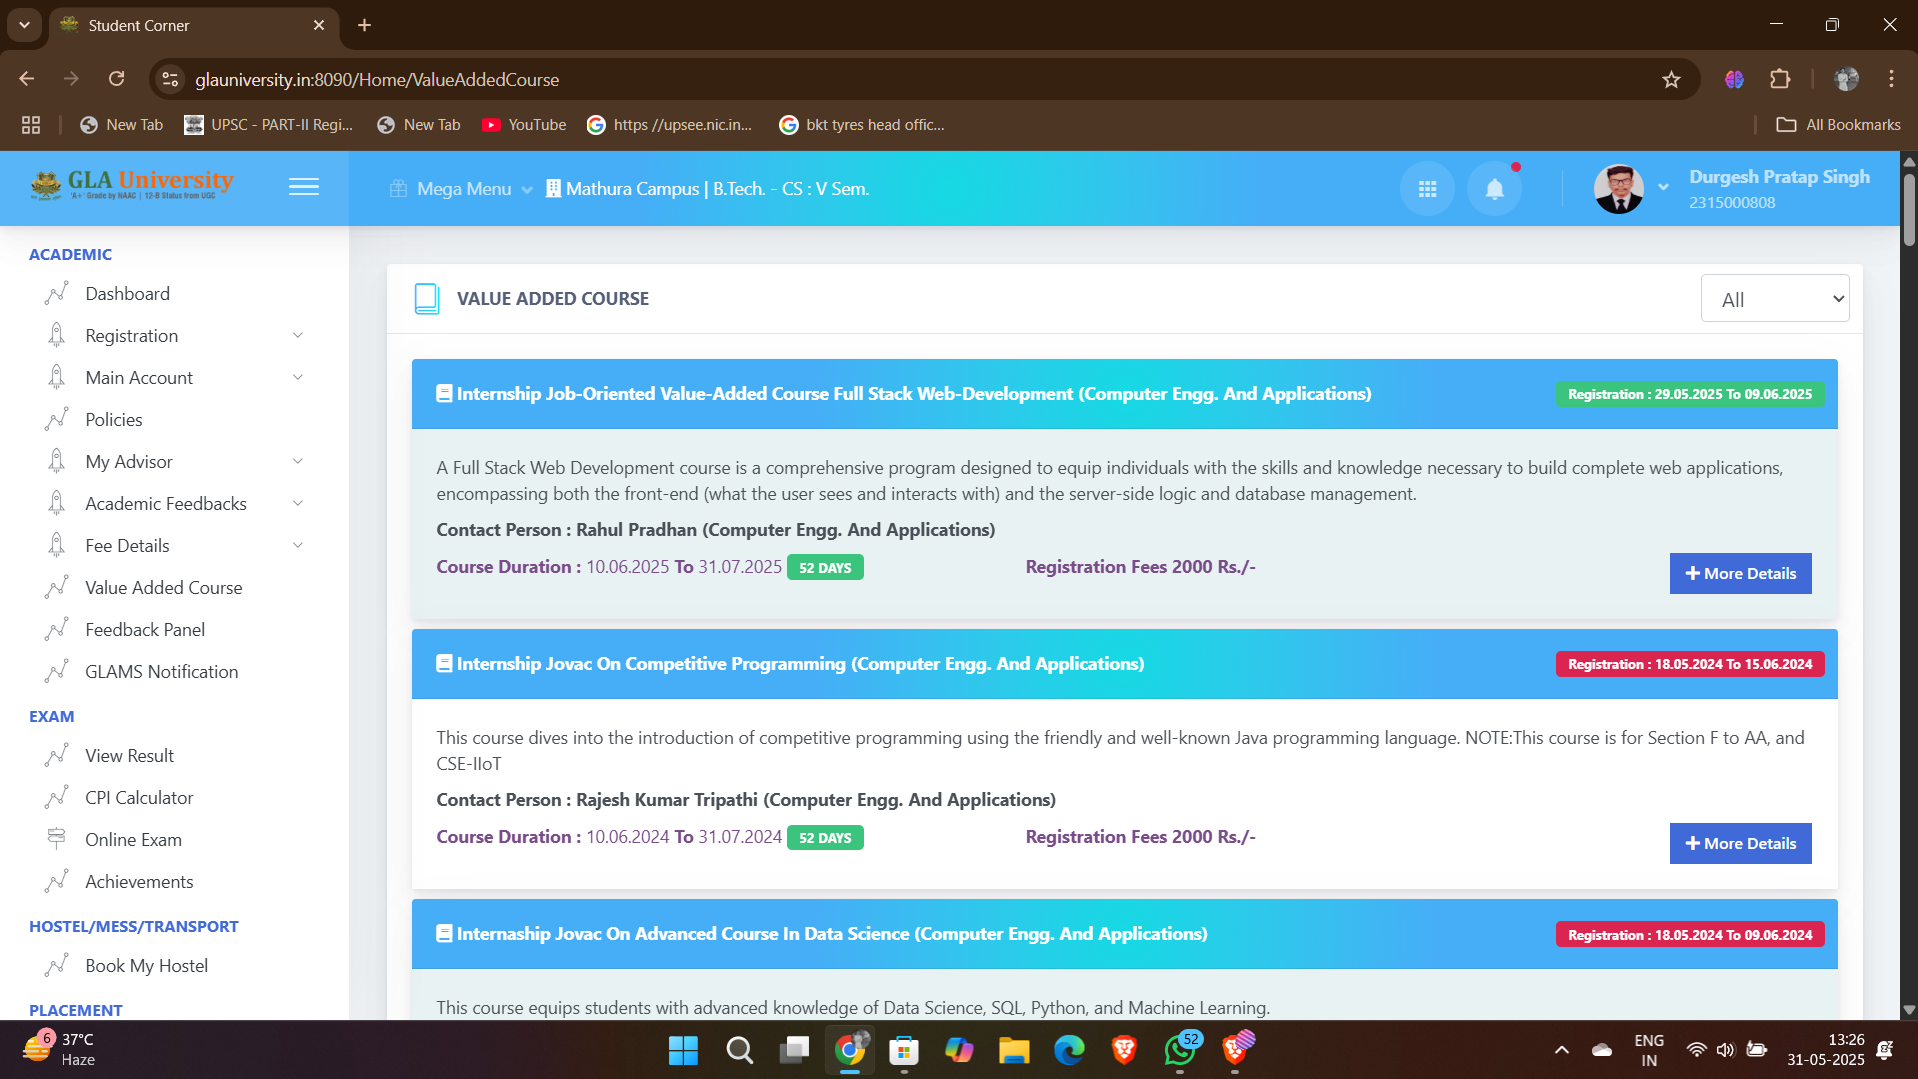 Student Corner
glauniversity.in:8090/Home/ValueAddedCourse
New Tab
UPSC - PART-II Regi...
New Tab
YouTube
https://upsee.nic.in...
bkt tyres head offic...
All Bookmarks
GLA University
'A+' Grade by NAAC | 12-B Status from UGC
Mega Menu
Mathura Campus | B.Tech. - CS : V Sem.
Durgesh Pratap Singh
2315000808
ACADEMIC
Dashboard
Registration
Main Account
Policies
My Advisor
Academic Feedbacks
Fee Details
Value Added Course
Feedback Panel
GLAMS Notification
EXAM
View Result
CPI Calculator
Online Exam
Achievements
HOSTEL/MESS/TRANSPORT
Book My Hostel
PLACEMENT
VALUE ADDED COURSE
All
Internship Job-Oriented Value-Added Course Full Stack Web-Development (Computer Engg. And Applications)
Registration : 29.05.2025 To 09.06.2025
A Full Stack Web Development course is a comprehensive program designed to equip individuals with the skills and knowledge necessary to build complete web applications,
encompassing both the front-end (what the user sees and interacts with) and the server-side logic and database management.
Contact Person : Rahul Pradhan (Computer Engg. And Applications)
Course Duration : 10.06.2025 To 31.07.2025 52 DAYS
Registration Fees 2000 Rs./-
More Details
Internship Jovac On Competitive Programming (Computer Engg. And Applications)
Registration : 18.05.2024 To 15.06.2024
This course dives into the introduction of competitive programming using the friendly and well-known Java programming language. NOTE:This course is for Section F to AA, and
CSE-IIoT
Contact Person : Rajesh Kumar Tripathi (Computer Engg. And Applications)
Course Duration : 10.06.2024 To 31.07.2024 52 DAYS
Registration Fees 2000 Rs./-
More Details
Internaship Jovac On Advanced Course In Data Science (Computer Engg. And Applications)
Registration : 18.05.2024 To 09.06.2024
This course equips students with advanced knowledge of Data Science, SQL, Python, and Machine Learning.
6
37°C
Haze
52
ENG
IN
13:26
31-05-2025